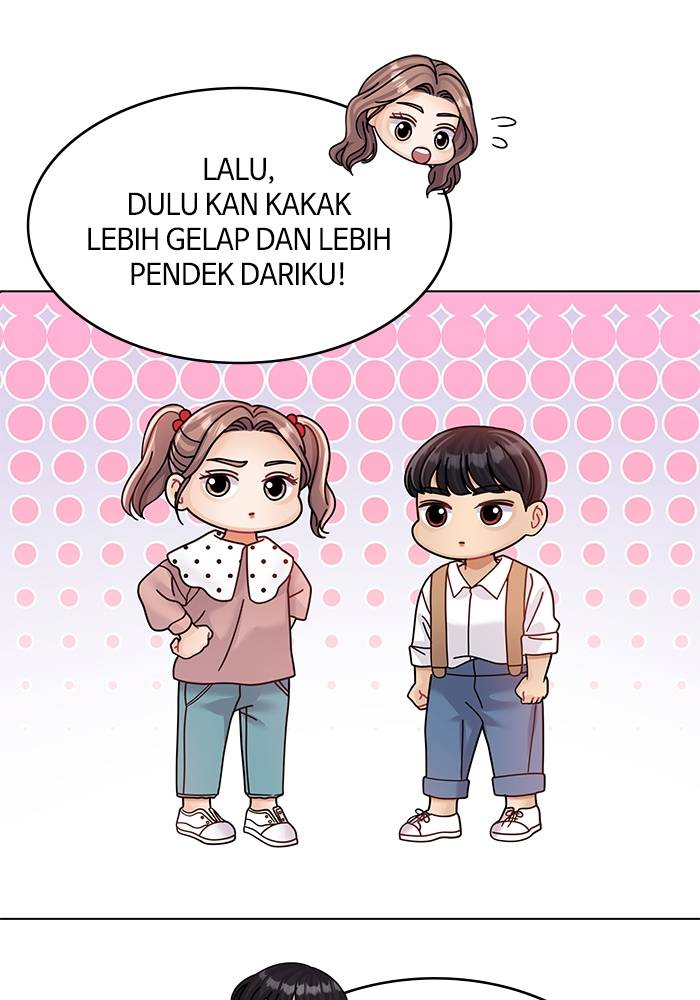 LALU,
DULU KAN KAKAK
LEBIH GELAP DAN LEBIH
PENDEK DARIKU!